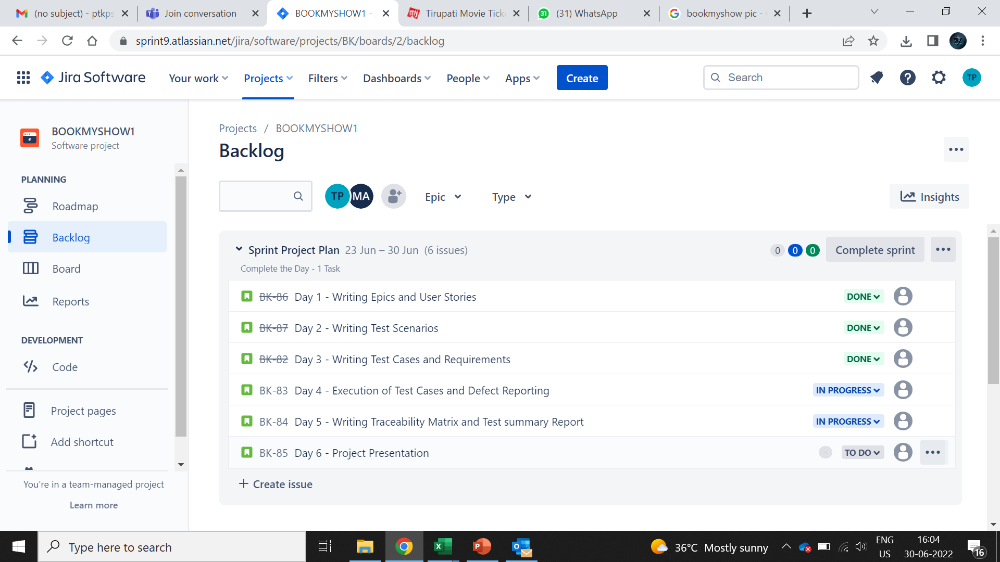 (no subject) - ptkps
Join conversation
BOOKMYSHOW1 -
Tirupati Movie Tick
31
(31) WhatsApp
bookmyshow pic -
sprint9.atlassian.net/jira/software/projects/BK/boards/2/backlog
Jira Software
Your work
Projects
Filters
Dashboards
People
Apps
Create
Search
TP
BOOKMYSHOW1
Software project
PLANNING
Roadmap
Backlog
Board
Reports
DEVELOPMENT
Code
Project pages
Add shortcut
You're in a team-managed project
Learn more
Projects / BOOKMYSHOW1
Backlog
TP MA
Epic
Type
Insights
Sprint Project Plan 23 Jun – 30 Jun (6 issues)
0 0 0
Complete sprint
Complete the Day - 1 Task
BK-86 Day 1 - Writing Epics and User Stories DONE
BK-87 Day 2 - Writing Test Scenarios DONE
BK-82 Day 3 - Writing Test Cases and Requirements DONE
BK-83 Day 4 - Execution of Test Cases and Defect Reporting IN PROGRESS
BK-84 Day 5 - Writing Traceability Matrix and Test summary Report IN PROGRESS
BK-85 Day 6 - Project Presentation - TO DO
+ Create issue
Type here to search
36°C Mostly sunny
ENG
US
16:04
30-06-2022
16